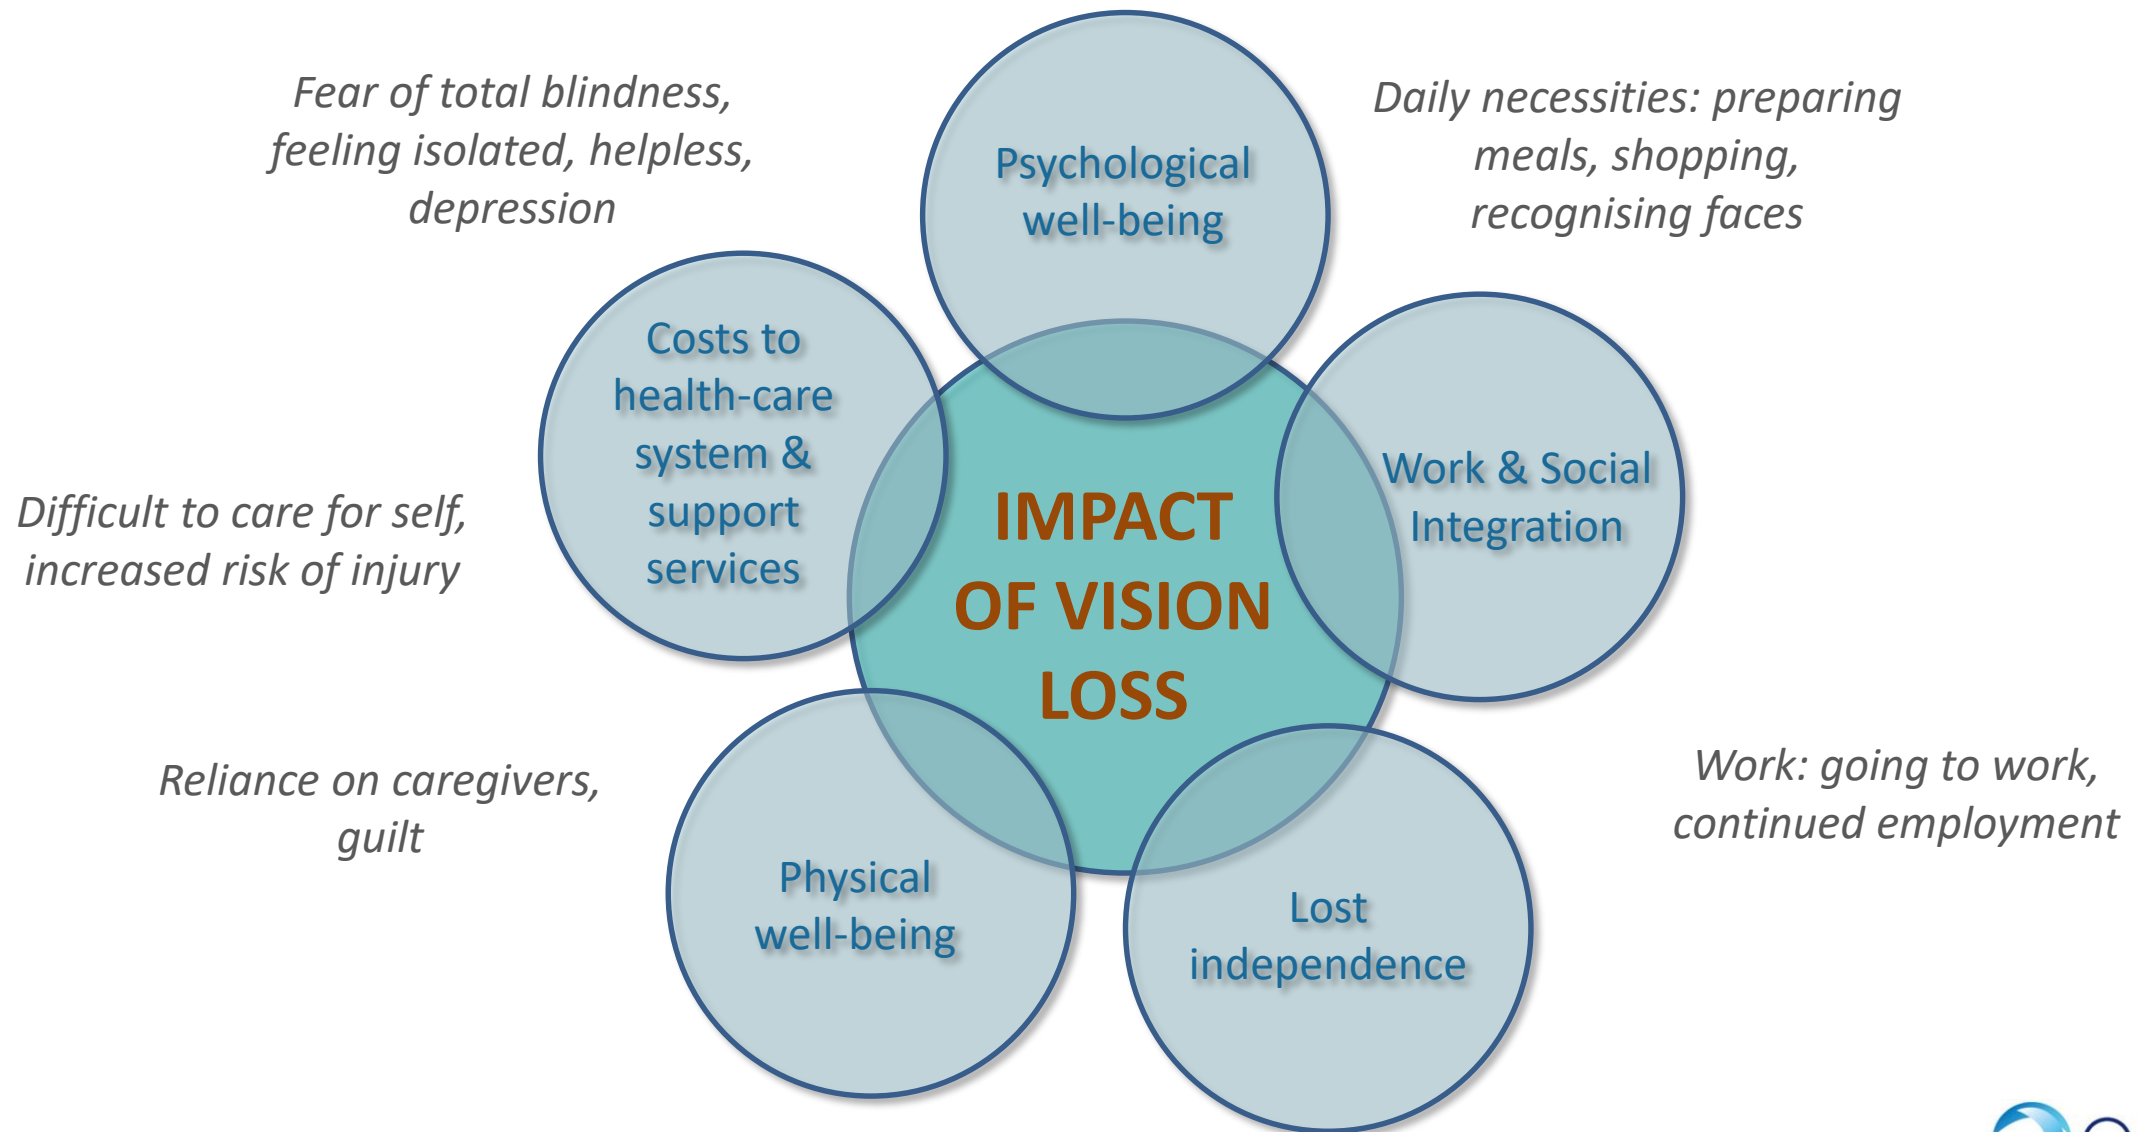 Fear of total blindness,
feeling isolated, helpless,
depression
Psychological
well-being
Daily necessities: preparing
meals, shopping,
recognising faces
Costs to
health-care
system &
support
services
Work & Social
Integration
IMPACT
OF VISION
LOSS
Difficult to care for self,
increased risk of injury
Reliance on caregivers,
guilt
Work: going to work,
continued employment
Physical
well-being
Lost
independence